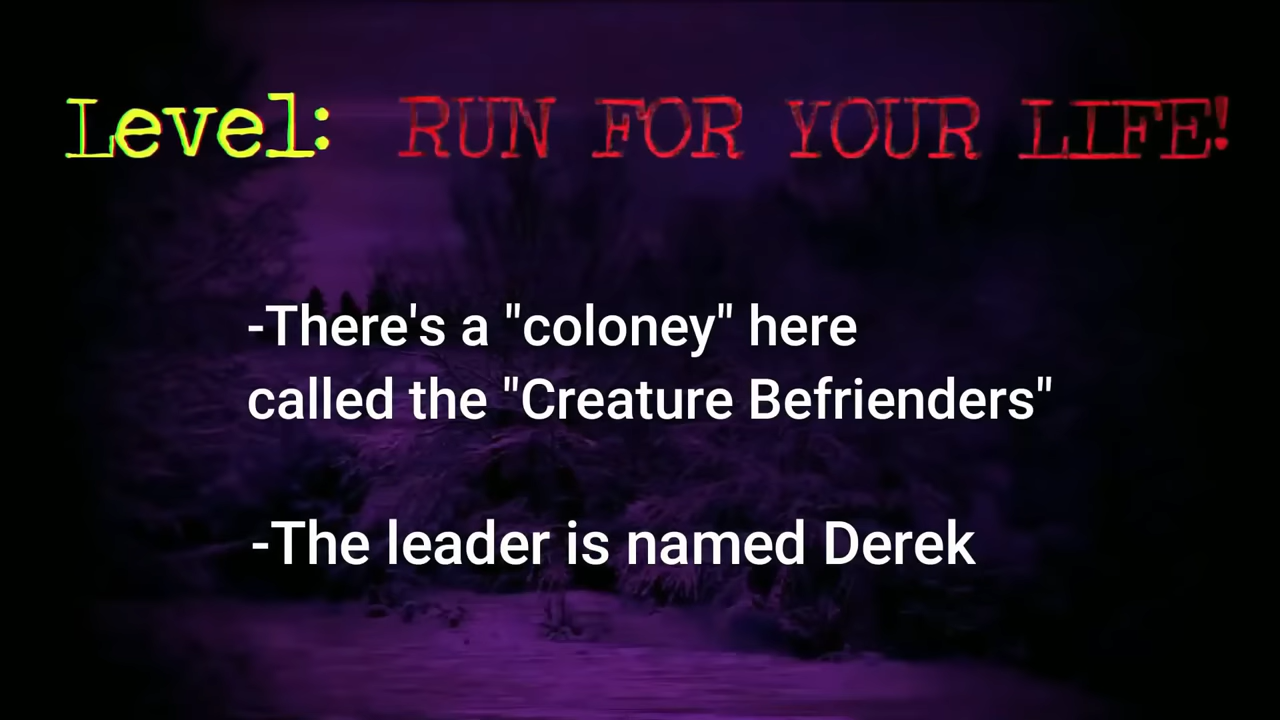 Level: RUN FOR YOUR LIFE!
-There's a "coloney" here
called the "Creature Befrienders"
-The leader is named Derek